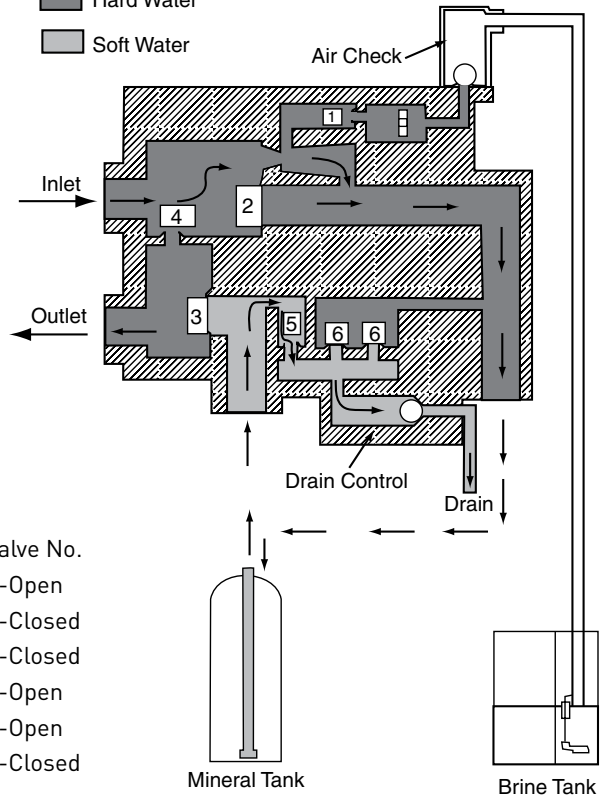 Hard Water
Soft Water
Air Check
1
Inlet
4
2
Outlet
3
5
6
6
Drain Control
Drain
alve No.
-Open
-Closed
-Closed
-Open
-Open
-Closed
Mineral Tank
Brine Tank